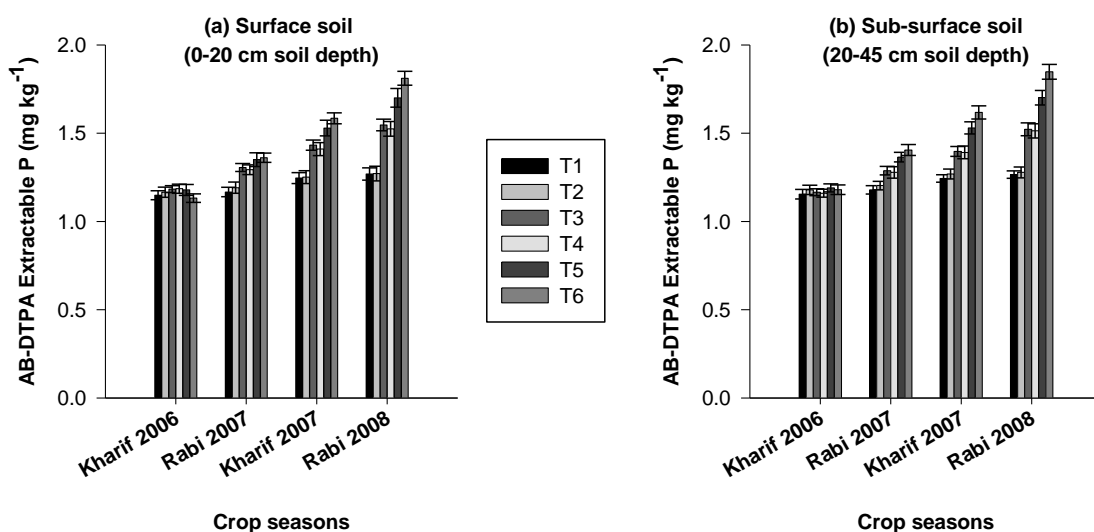 (a) Surface soil
(0-20 cm soil depth)
AB-DTPA Extractable P (mg kg-1)
2.0
1.5
1.0
0.5
0.0
Kharif 2006
Rabi 2007
Kharif 2007
Rabi 2008
Crop seasons
T1
T2
T3
T4
T5
T6
(b) Sub-surface soil
(20-45 cm soil depth)
AB-DTPA Extractable P (mg kg-1)
2.0
1.5
1.0
0.5
0.0
Kharif 2006
Rabi 2007
Kharif 2007
Rabi 2008
Crop seasons